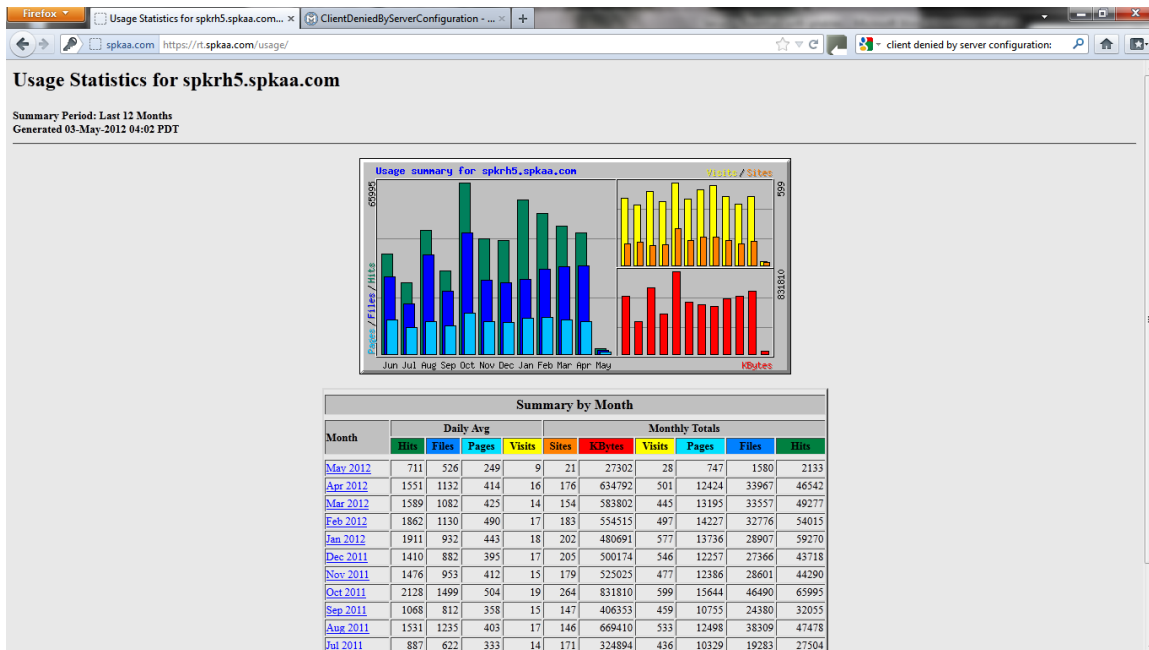 Firefox
Usage Statistics for spkrh5.spkaa.com... ×
ClientDeniedByServerConfiguration - ... ×
+
spkaa.com https://rt.spkaa.com/usage/
client denied by server configuration:
Usage Statistics for spkrh5.spkaa.com
Summary Period: Last 12 Months
Generated 03-May-2012 04:02 PDT
Usage summary for spkrh5.spkaa.com
Visits / Sites
65995
599
Pages / Files / Hits
831810
Jun Jul Aug Sep Oct Nov Dec Jan Feb Mar Apr May
KBytes
Summary by Month
Month Daily Avg Monthly Totals
Hits Files Pages Visits Sites KBytes Visits Pages Files Hits
May 2012 711 526 249 9 21 27302 28 747 1580 2133
Apr 2012 1551 1132 414 16 176 634792 501 12424 33967 46542
Mar 2012 1589 1082 425 14 154 583802 445 13195 33557 49277
Feb 2012 1862 1130 490 17 183 554515 497 14227 32776 54015
Jan 2012 1911 932 443 18 202 480691 577 13736 28907 59270
Dec 2011 1410 882 395 17 205 500174 546 12257 27366 43718
Nov 2011 1476 953 412 15 179 525025 477 12386 28601 44290
Oct 2011 2128 1499 504 19 264 831810 599 15644 46490 65995
Sep 2011 1068 812 358 15 147 406353 459 10755 24380 32055
Aug 2011 1531 1235 403 17 146 669410 533 12498 38309 47478
Jul 2011 887 622 333 14 171 324894 436 10329 19283 27504